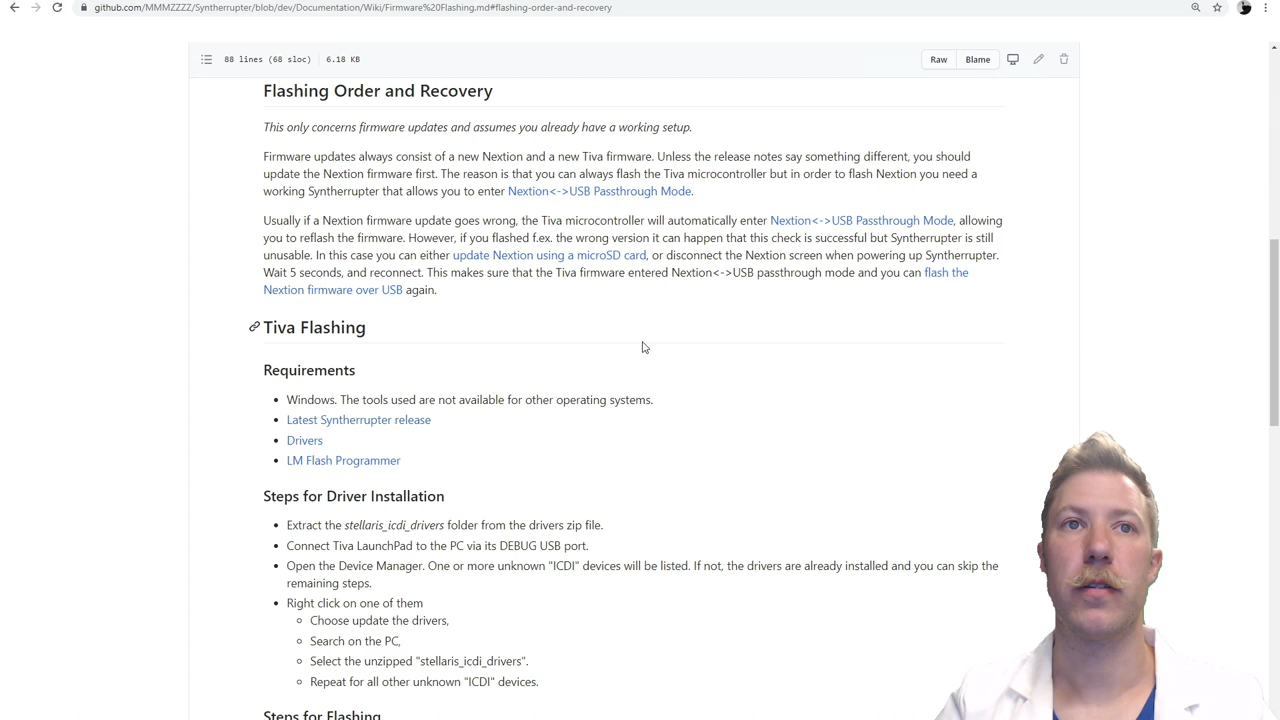 github.com/MMMZZZZ/Syntherrupter/blob/dev/Documentation/Wiki/Firmware%20Flashing.md#flashing-order-and-recovery
88 lines (68 sloc) 6.18 KB
Raw Blame
Flashing Order and Recovery
This only concerns firmware updates and assumes you already have a working setup.
Firmware updates always consist of a new Nextion and a new Tiva firmware. Unless the release notes say something different, you should
update the Nextion firmware first. The reason is that you can always flash the Tiva microcontroller but in order to flash Nextion you need a
working Syntherrupter that allows you to enter Nextion<->USB Passthrough Mode.
Usually if a Nextion firmware update goes wrong, the Tiva microcontroller will automatically enter Nextion<->USB Passthrough Mode, allowing
you to reflash the firmware. However, if you flashed f.ex. the wrong version it can happen that this check is successful but Syntherrupter is still
unusable. In this case you can either update Nextion using a microSD card, or disconnect the Nextion screen when powering up Syntherrupter.
Wait 5 seconds, and reconnect. This makes sure that the Tiva firmware entered Nextion<->USB passthrough mode and you can flash the
Nextion firmware over USB again.
Tiva Flashing
Requirements
• Windows. The tools used are not available for other operating systems.
• Latest Syntherrupter release
• Drivers
• LM Flash Programmer
Steps for Driver Installation
• Extract the stellaris_icdi_drivers folder from the drivers zip file.
• Connect Tiva LaunchPad to the PC via its DEBUG USB port.
• Open the Device Manager. One or more unknown "ICDI" devices will be listed. If not, the drivers are already installed and you can skip the
remaining steps.
• Right click on one of them
◦ Choose update the drivers,
◦ Search on the PC,
◦ Select the unzipped "stellaris_icdi_drivers".
◦ Repeat for all other unknown "ICDI" devices.
Steps for Flashing